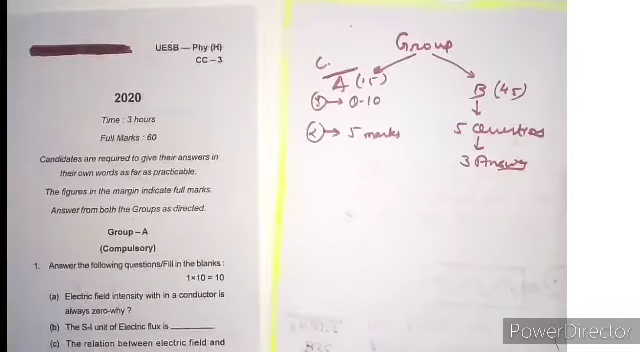 UESB — Phy (H)
CC – 3
2020
Time : 3 hours
Full Marks : 60
Candidates are required to give their answers in
their own words as far as practicable.
The figures in the margin indicate full marks.
Answer from both the Groups as directed.
Group – A
(Compulsory)
1. Answer the following questions/Fill in the blanks :
1×10 = 10
(a) Electric field intensity with in a conductor is
always zero-why ?
(b) The S-I unit of Electric flux is ________
(c) The relation between electric field and
Group
C.
A (15)
① → 0-10
② → 5 marks
B (45)
↓
5 Questions
↓
3 Answer
PowerDirector